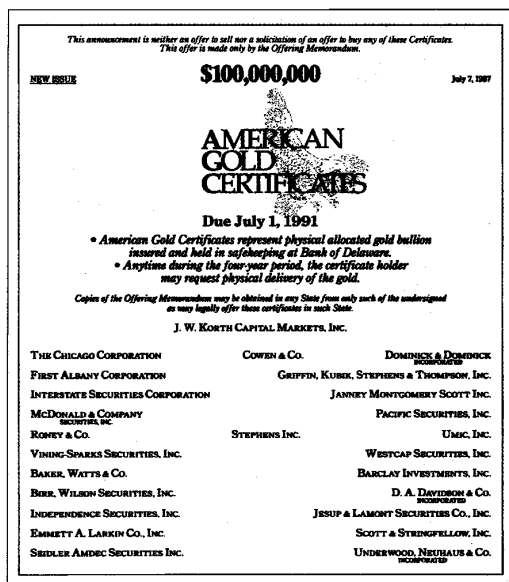 This announcement is neither an offer to sell nor a solicitation of an offer to buy any of these Certificates.
This offer is made only by the Offering Memorandum.
NEW ISSUE $100,000,000 July 7, 1987
AMERICAN
GOLD
CERTIFICATES
Due July 1, 1991
• American Gold Certificates represent physical allocated gold bullion
insured and held in safekeeping at Bank of Delaware.
• Anytime during the four-year period, the certificate holder
may request physical delivery of the gold.
Copies of the Offering Memorandum may be obtained in any State from only such of the undersigned
as may legally offer these certificates in such State.
J. W. KORTH CAPITAL MARKETS, INC.
THE CHICAGO CORPORATION COWEN & CO. DOMINICK & DOMINICK
INCORPORATED
FIRST ALBANY CORPORATION GRIFFIN, KUBIK, STEPHENS & THOMPSON, INC.
INTERSTATE SECURITIES CORPORATION JANNEY MONTGOMERY SCOTT INC.
MCDONALD & COMPANY PACIFIC SECURITIES, INC.
SECURITIES, INC.
RONEY & CO. STEPHENS INC. UMIC, INC.
VINING-SPARKS SECURITIES, INC. WESTCAP SECURITIES, INC.
BAKER, WATTS & CO. BARCLAY INVESTMENTS, INC.
BIRR, WILSON SECURITIES, INC. D. A. DAVIDSON & CO.
INCORPORATED
INDEPENDENCE SECURITIES, INC. JESUP & LAMONT SECURITIES CO., INC.
EMMETT A. LARKIN CO., INC. SCOTT & STRINGFELLOW, INC.
SEIDLER AMDEC SECURITIES INC. UNDERWOOD, NEUHAUS & CO.
INCORPORATED